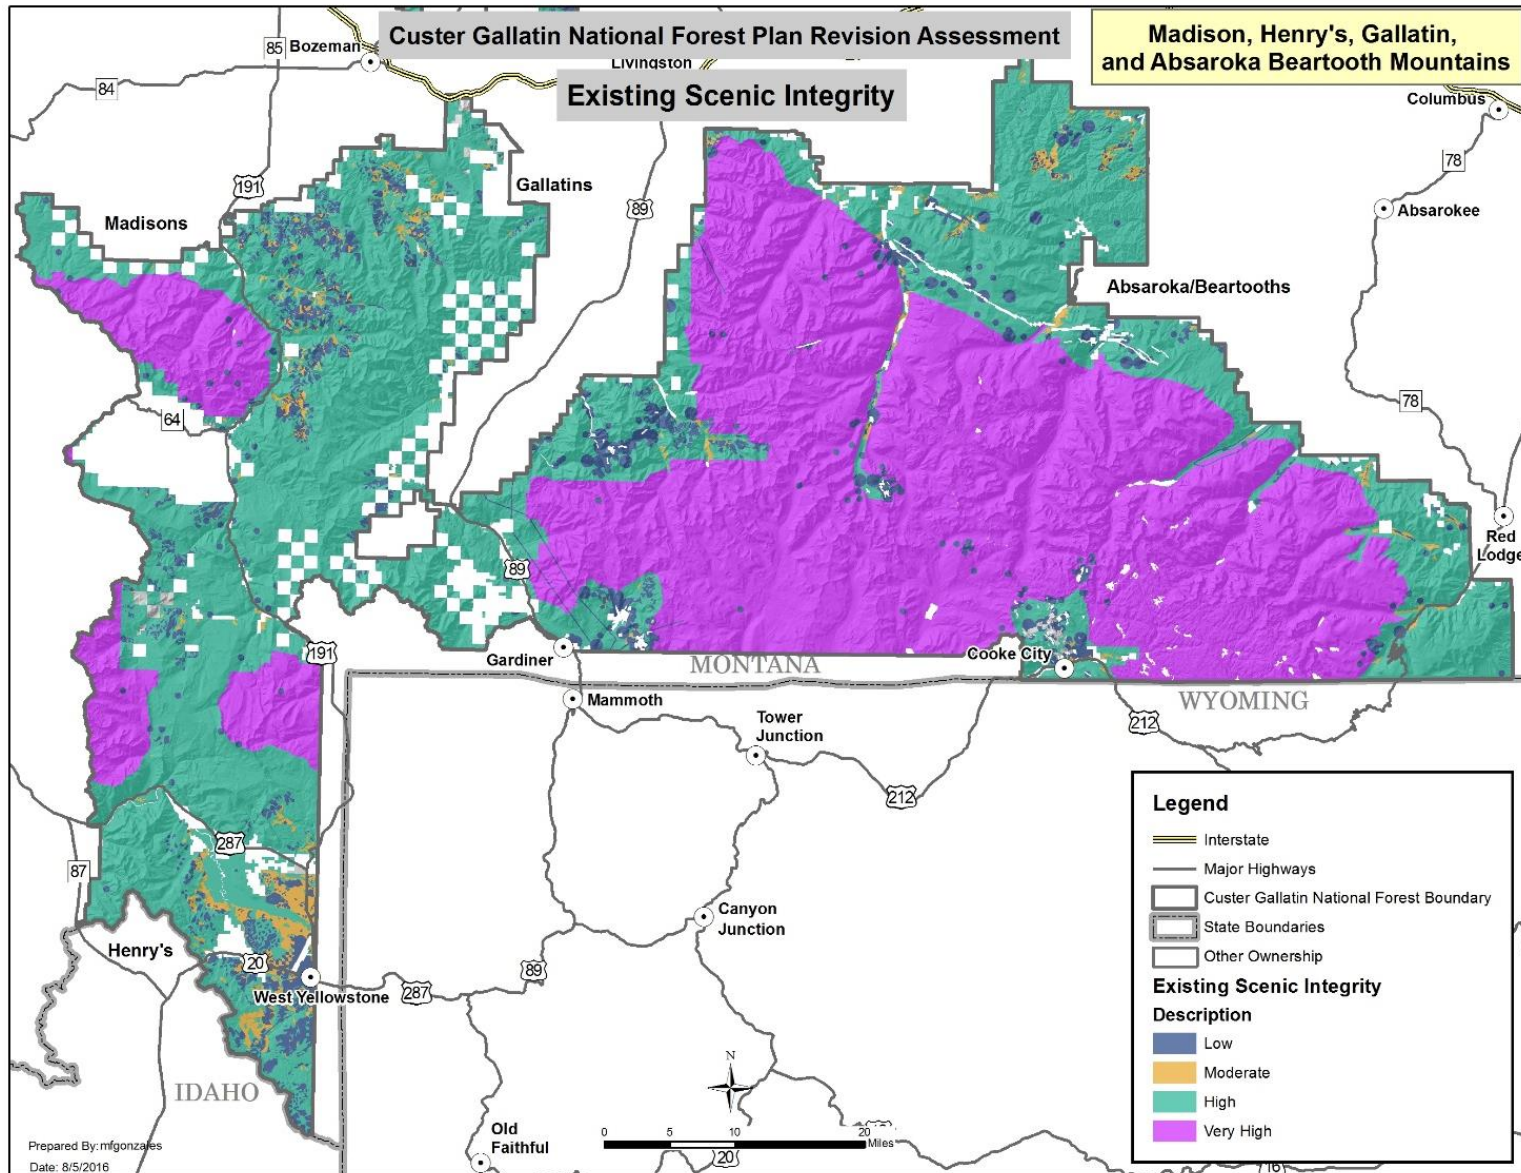 Custer Gallatin National Forest Plan Revision Assessment
Existing Scenic Integrity
Madison, Henry's, Gallatin,
and Absaroka Beartooth Mountains
85
Bozeman
Livingston
84
Columbus
78
191
Gallatins
89
Absarokee
Madisons
Absaroka/Beartooths
64
78
Red
Lodge
89
191
Gardiner
MONTANA
Cooke City
WYOMING
Mammoth
212
Tower
Junction
212
287
87
Canyon
Junction
Henry's
20
89
West Yellowstone
287
IDAHO
N
Old
Faithful
0 5 10 20
Miles
20
Prepared By: mfgonzales
Date: 8/5/2016
Legend
Interstate
Major Highways
Custer Gallatin National Forest Boundary
State Boundaries
Other Ownership
Existing Scenic Integrity
Description
Low
Moderate
High
Very High